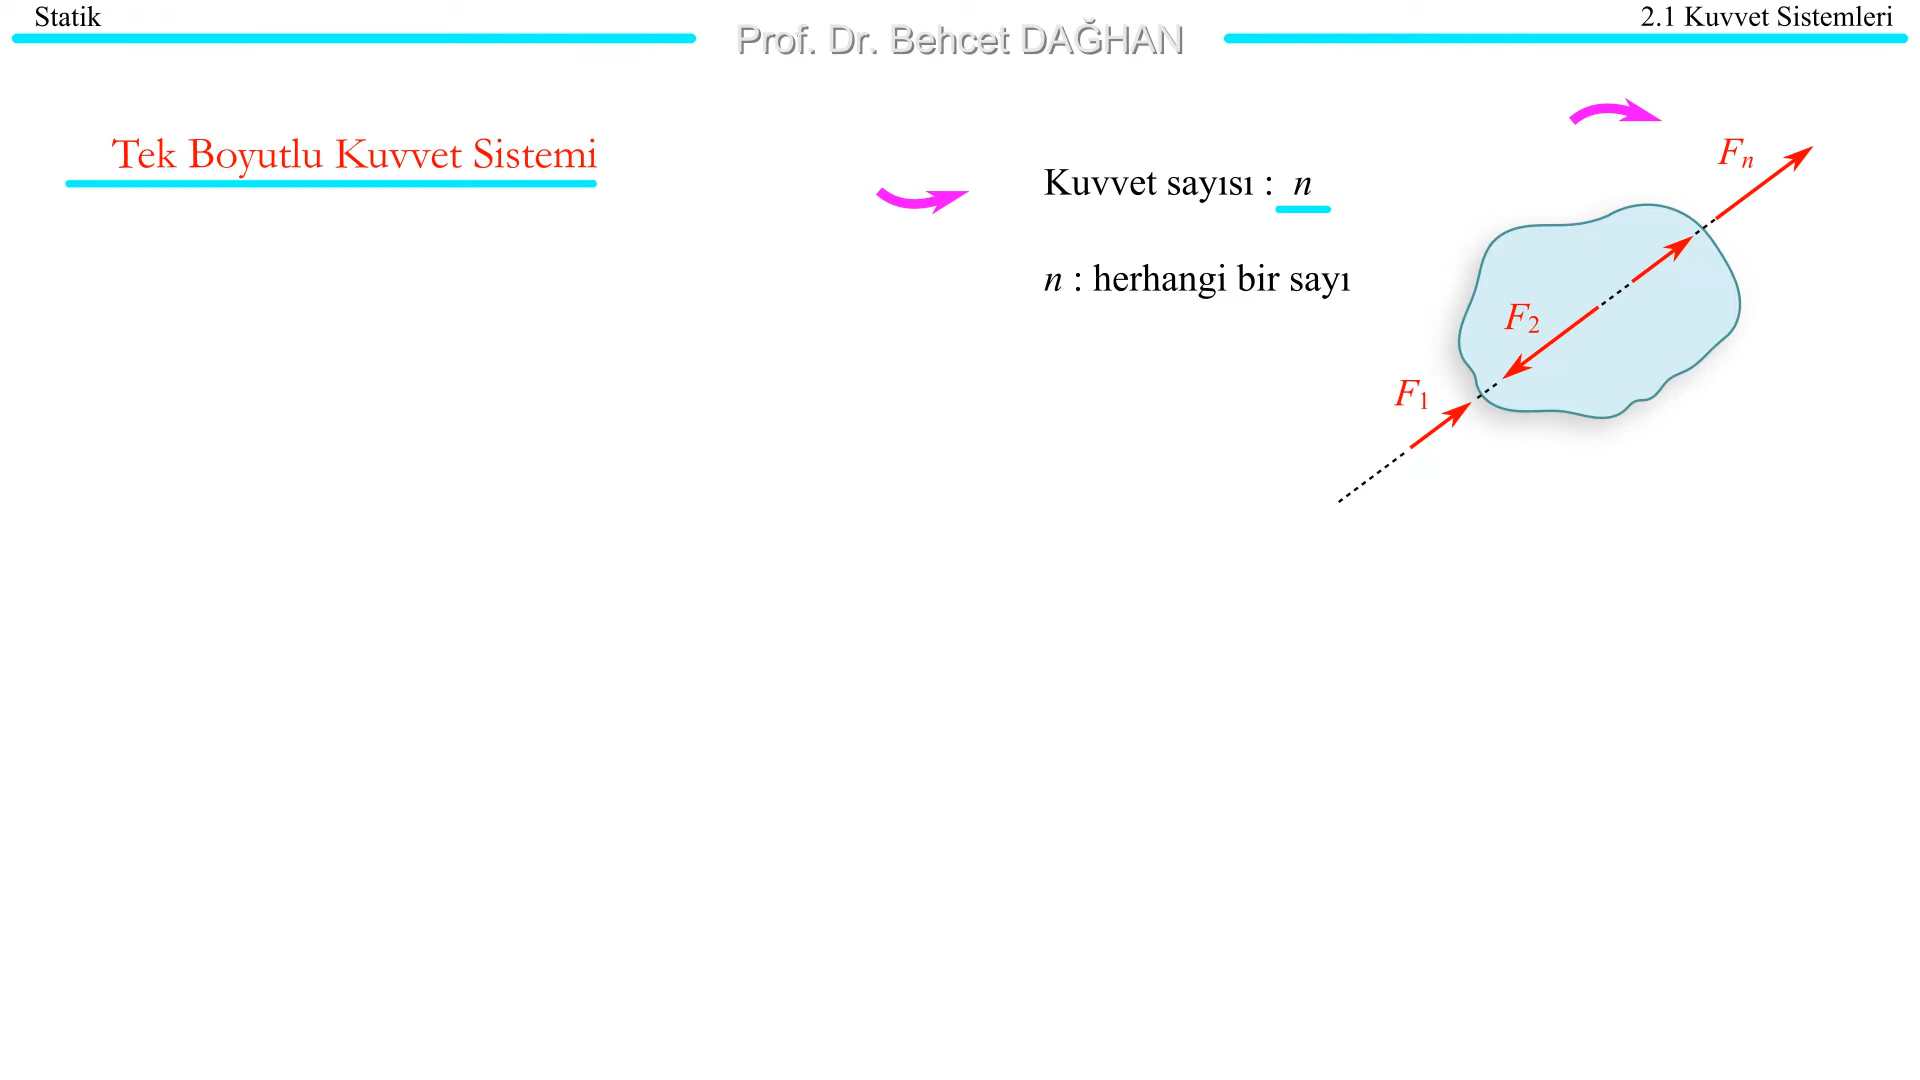 Statik
2.1 Kuvvet Sistemleri
Prof. Dr. Behcet DAĞHAN
Tek Boyutlu Kuvvet Sistemi
Kuvvet sayısı : n
n : herhangi bir sayı
Fn
F2
F1